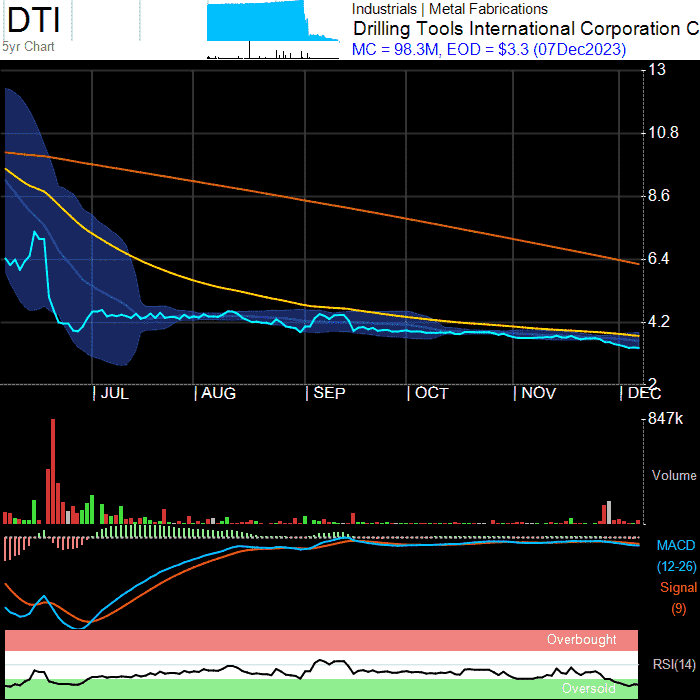 DTI
5yr Chart
Industrials | Metal Fabrications
Drilling Tools International Corporation C
MC = 98.3M, EOD = $3.3 (07Dec2023)
13
10.8
8.6
6.4
4.2
2
JUL
AUG
SEP
OCT
NOV
DEC
847k
Volume
MACD
(12-26)
Signal
(9)
Overbought
RSI(14)
Oversold